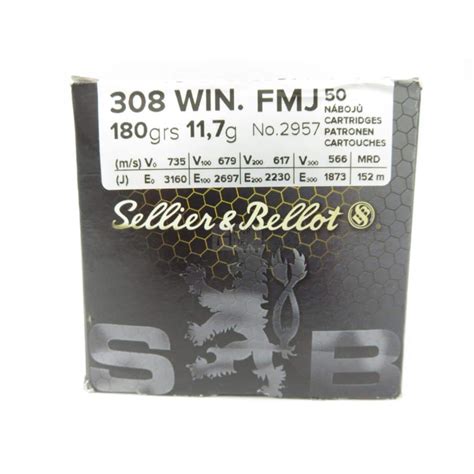 308 WIN. FMJ 50
NÁBOJŮ
CARTRIDGES
PATRONEN
CARTOUCHES
180grs 11,7g No.2957
(m/s) V0 735 V100 679 V200 617 V300 566 MRD
(J) E0 3160 E100 2697 E200 2230 E300 1873 152 m
Sellier & Bellot SB
S B